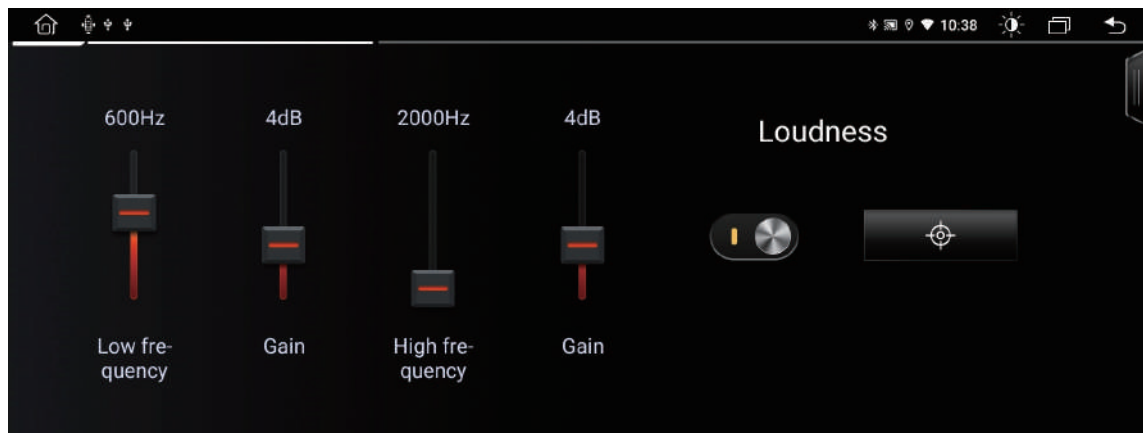 10:38
600Hz
4dB
2000Hz
4dB
Loudness
Low fre-
quency
Gain
High fre-
quency
Gain